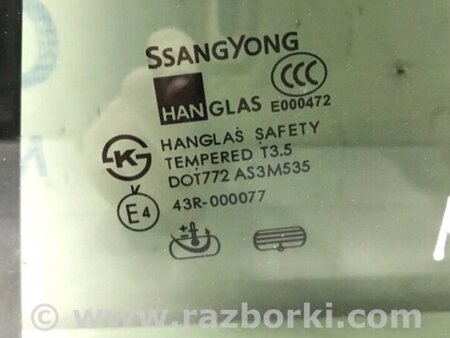 SSANGYONG
CCC
HANGLAS E000472
K
HANGLAS SAFETY
TEMPERED T3.5
DOT772 AS3M535
V
E4 43R-000077
+
-
© www.razborki.com